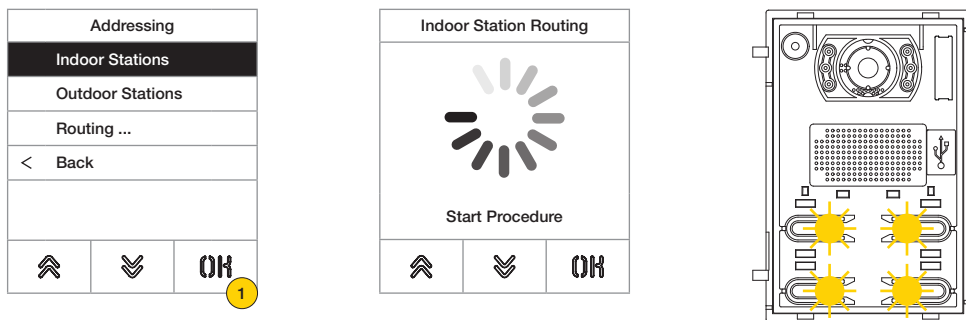 Addressing
Indoor Stations
Outdoor Stations
Routing ...
< Back
OK
1
Indoor Station Routing
Start Procedure
OK